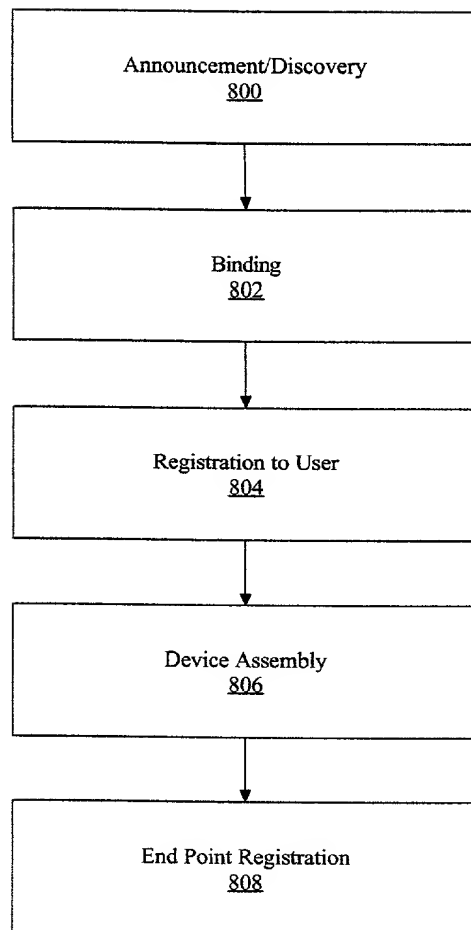 Announcement/Discovery
800
Binding
802
Registration to User
804
Device Assembly
806
End Point Registration
808